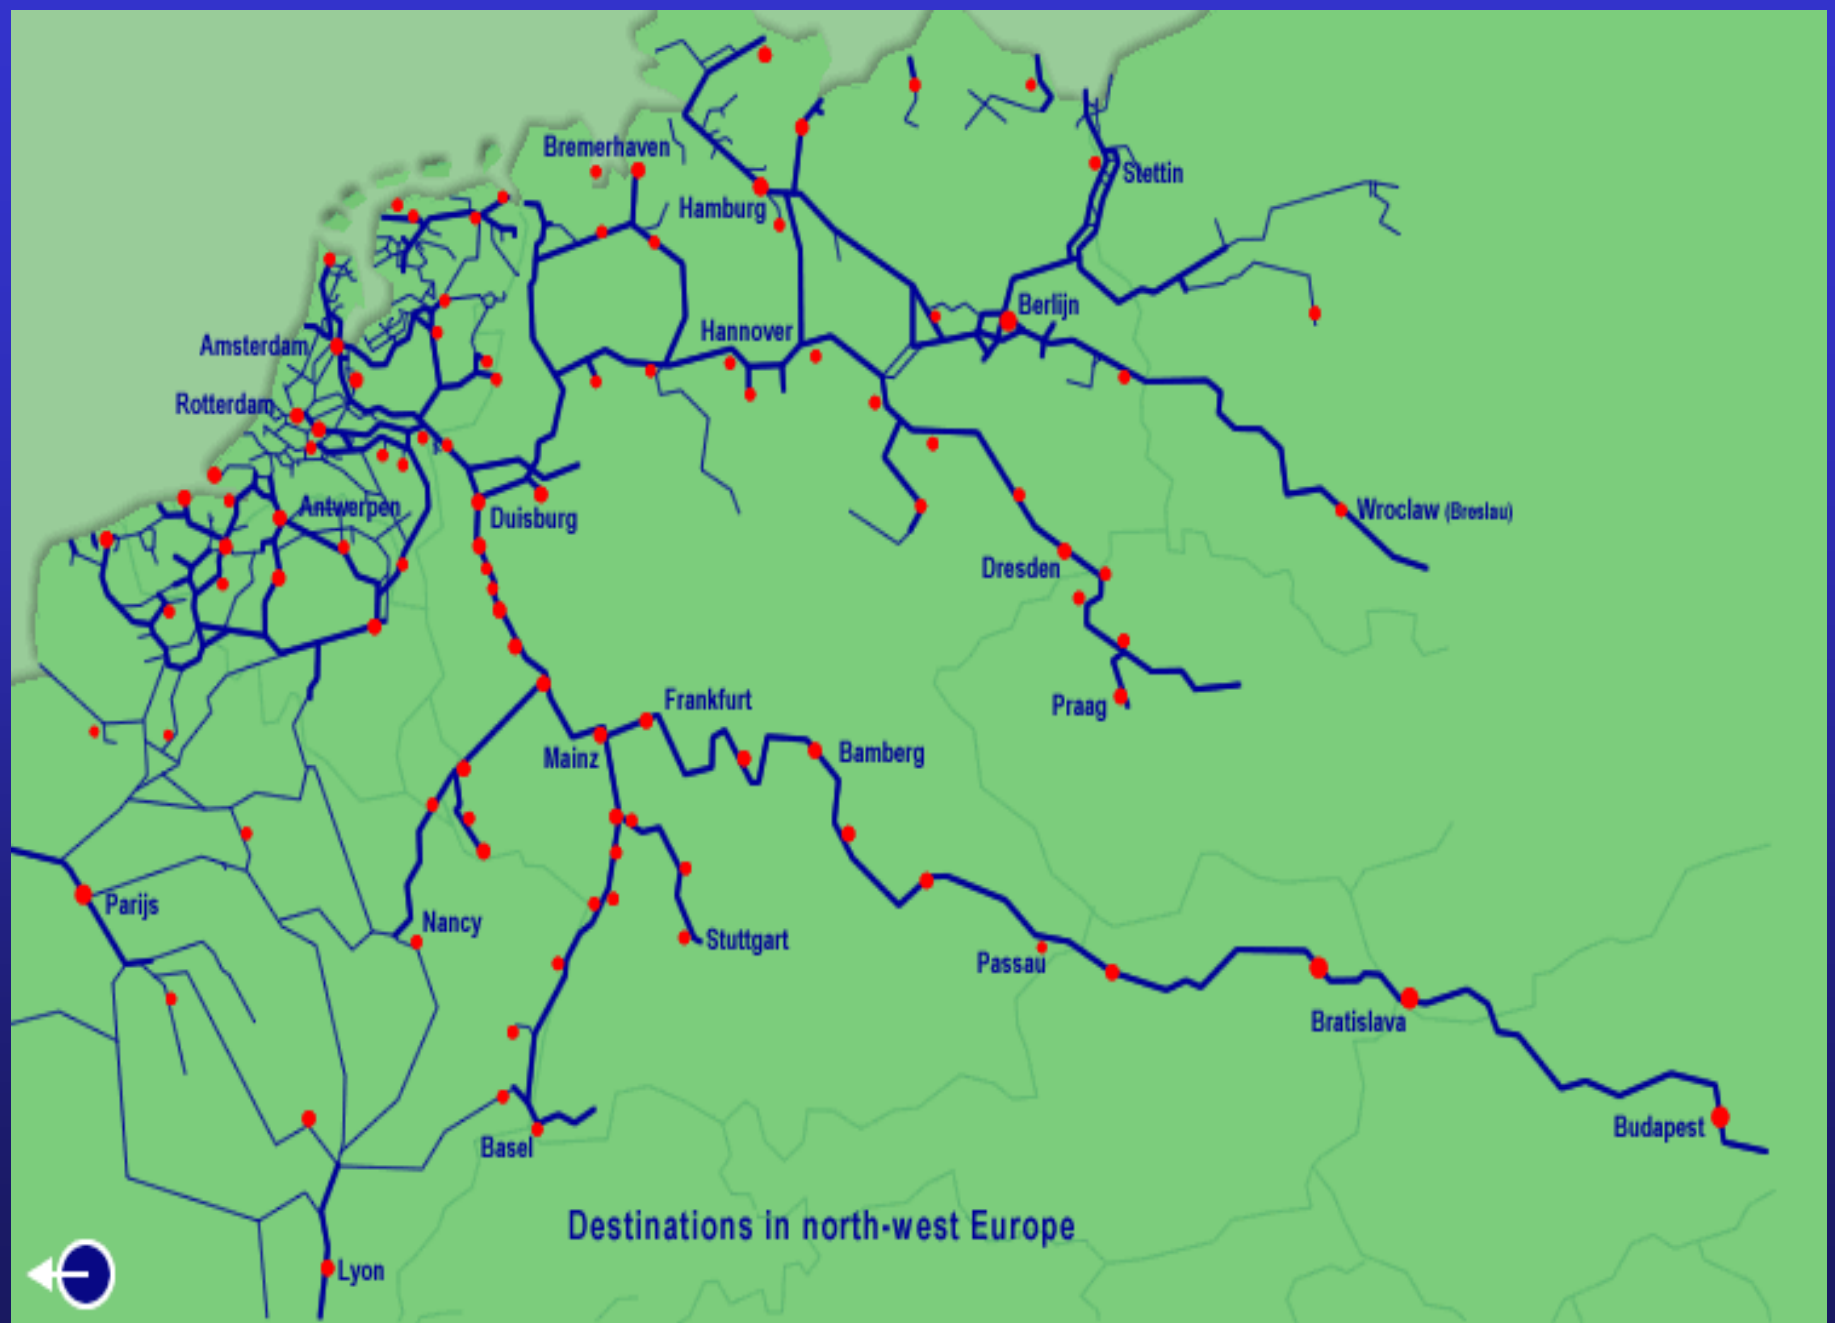 Bremerhaven
Stettin
Hamburg
Berlijn
Hannover
Amsterdam
Rotterdam
Antwerpen
Duisburg
Wroclaw (Breslau)
Dresden
Frankfurt
Praag
Mainz
Bamberg
Parijs
Nancy
Stuttgart
Passau
Bratislava
Budapest
Basel
Destinations in north-west Europe
Lyon